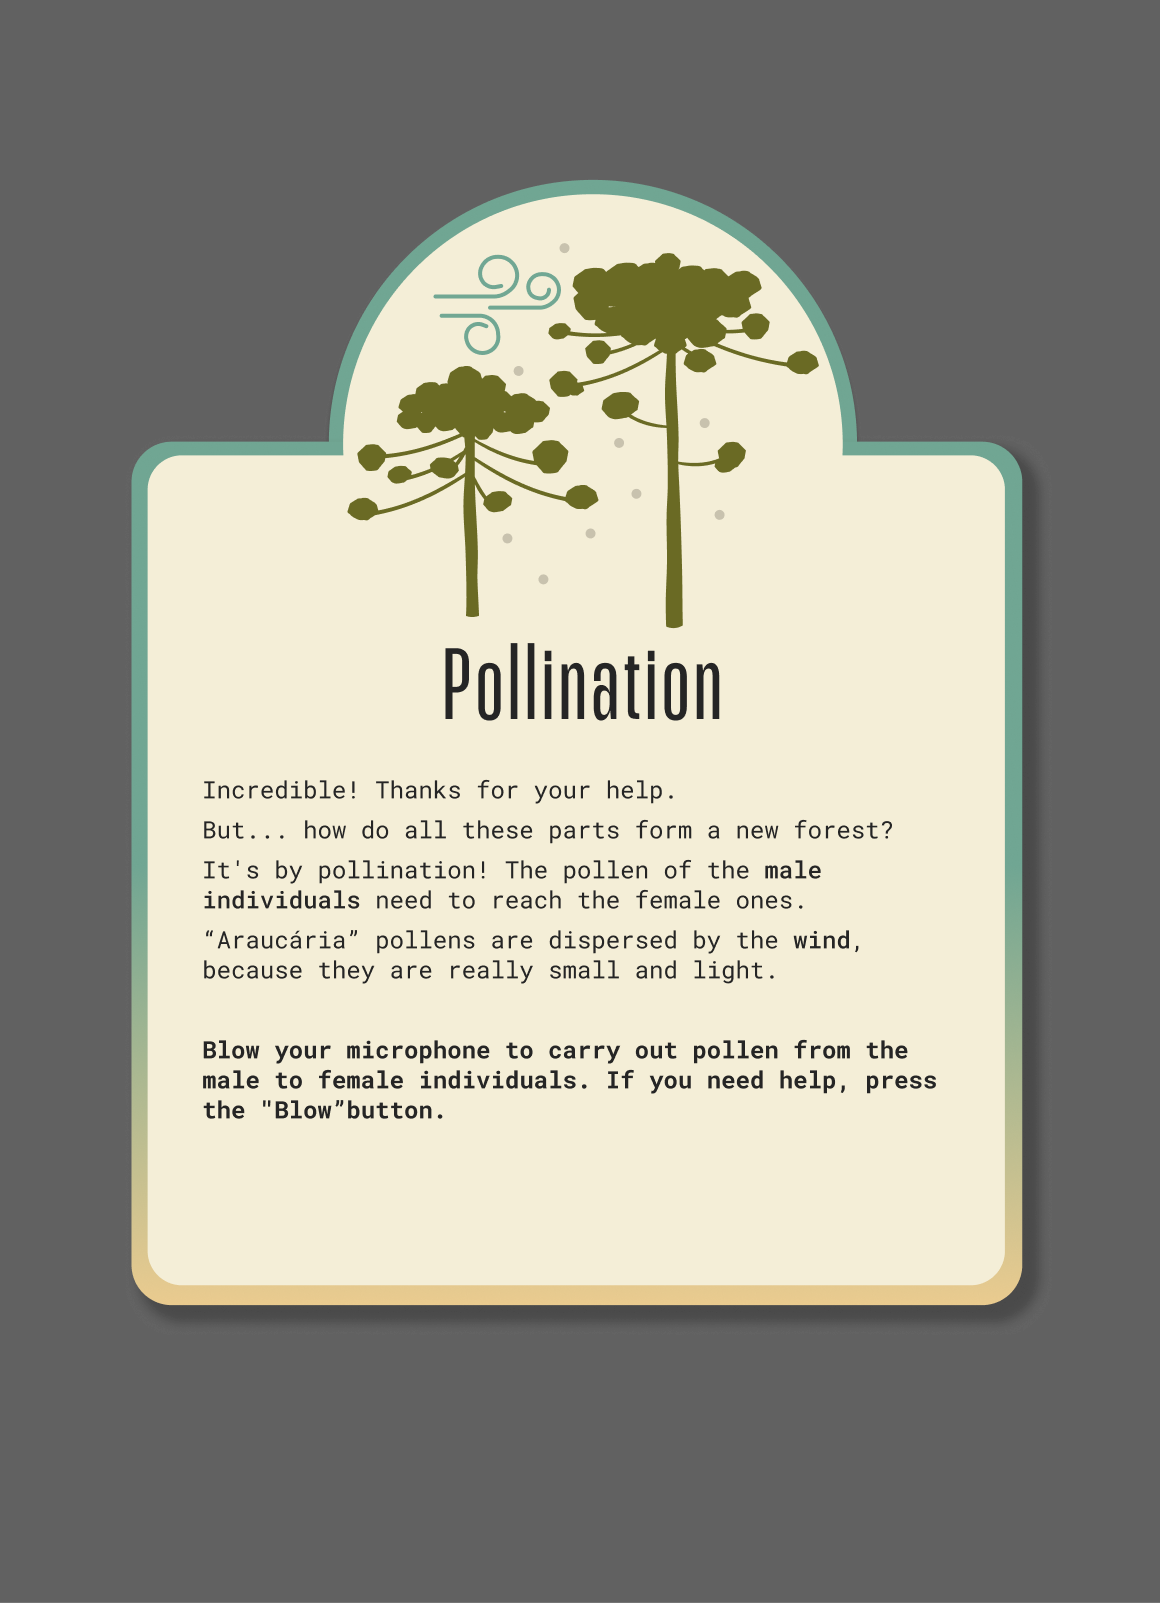 Pollination
Incredible! Thanks for your help.
But... how do all these parts form a new forest?
It's by pollination! The pollen of the male
individuals need to reach the female ones.
“Araucária” pollens are dispersed by the wind,
because they are really small and light.
Blow your microphone to carry out pollen from the
male to female individuals. If you need help, press
the "Blow”button.